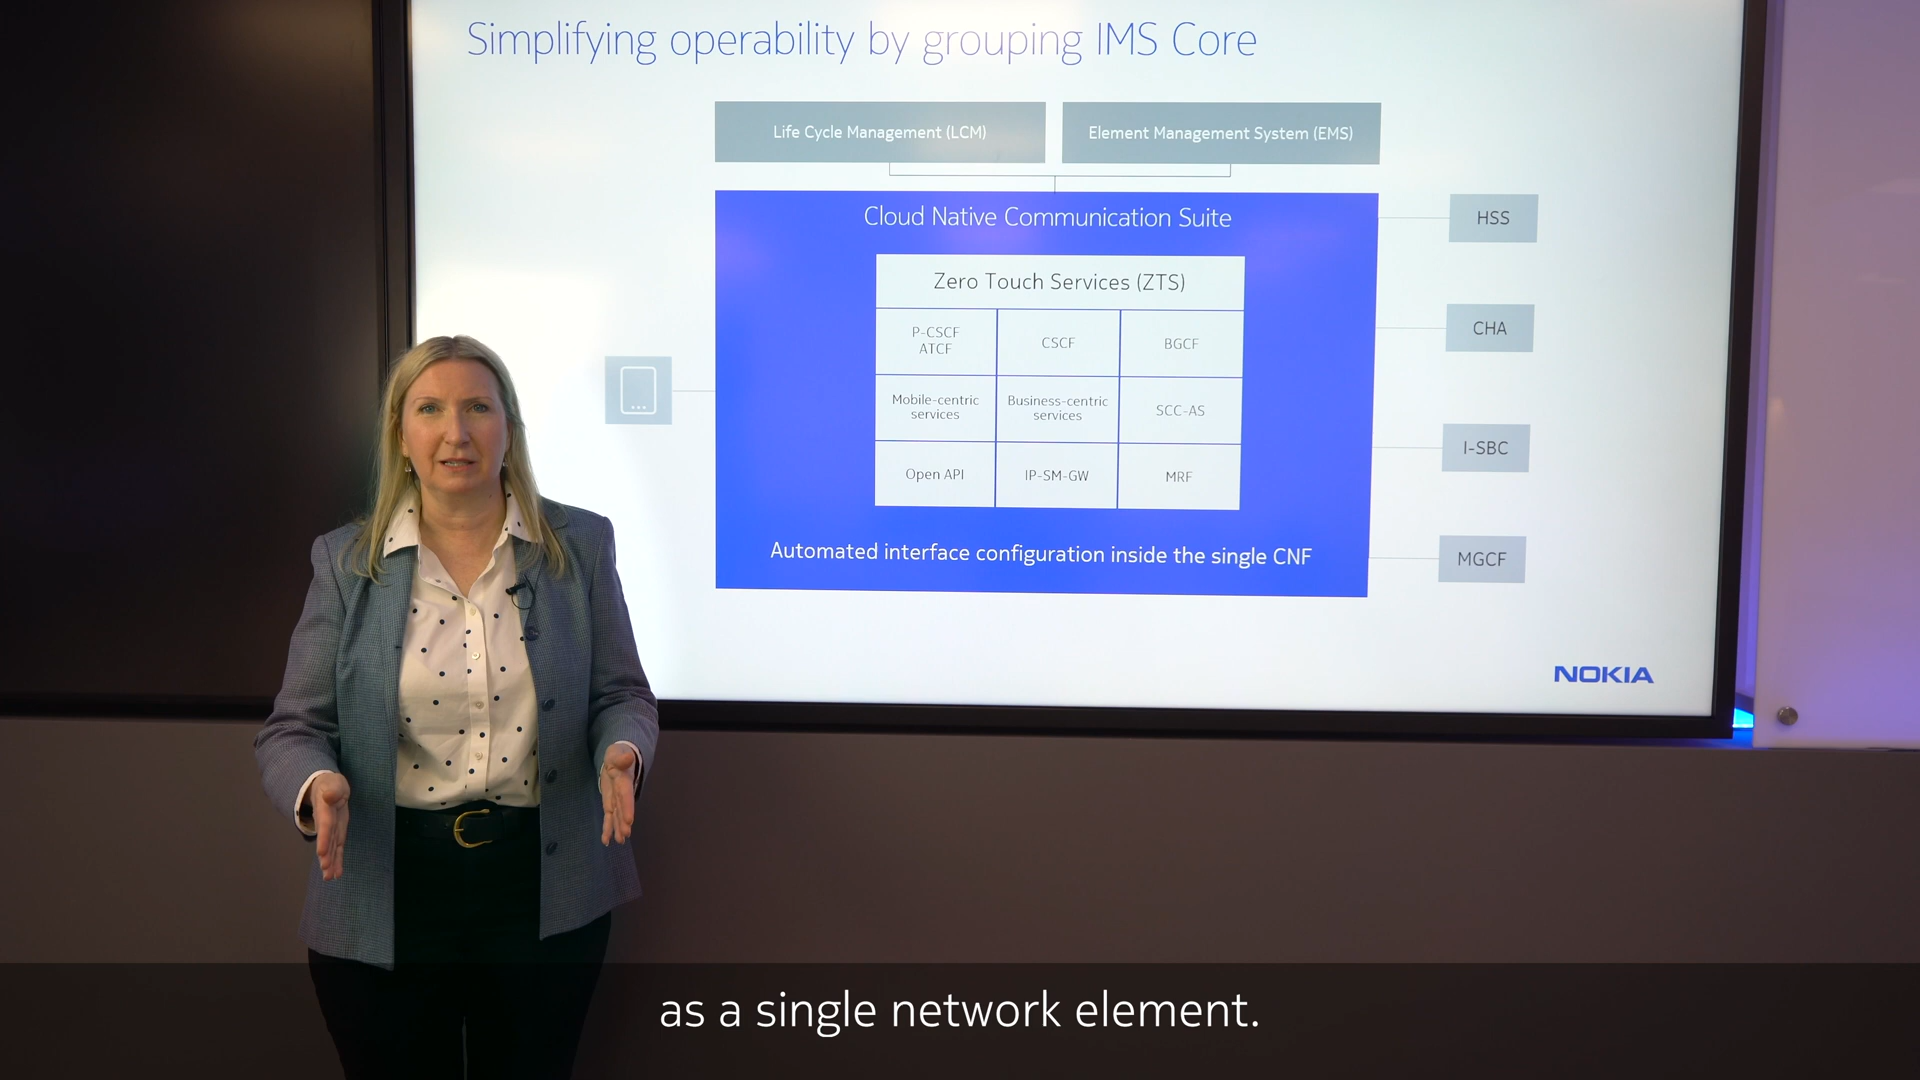 Simplifying operability by grouping IMS Core
Life Cycle Management (LCM)
Element Management System (EMS)
Cloud Native Communication Suite
Zero Touch Services (ZTS)
P-CSCF
ATCF
CSCF
BGCF
Mobile-centric
services
Business-centric
services
SCC-AS
Open API
IP-SM-GW
MRF
Automated interface configuration inside the single CNF
HSS
CHA
I-SBC
MGCF
NOKIA
as a single network element.